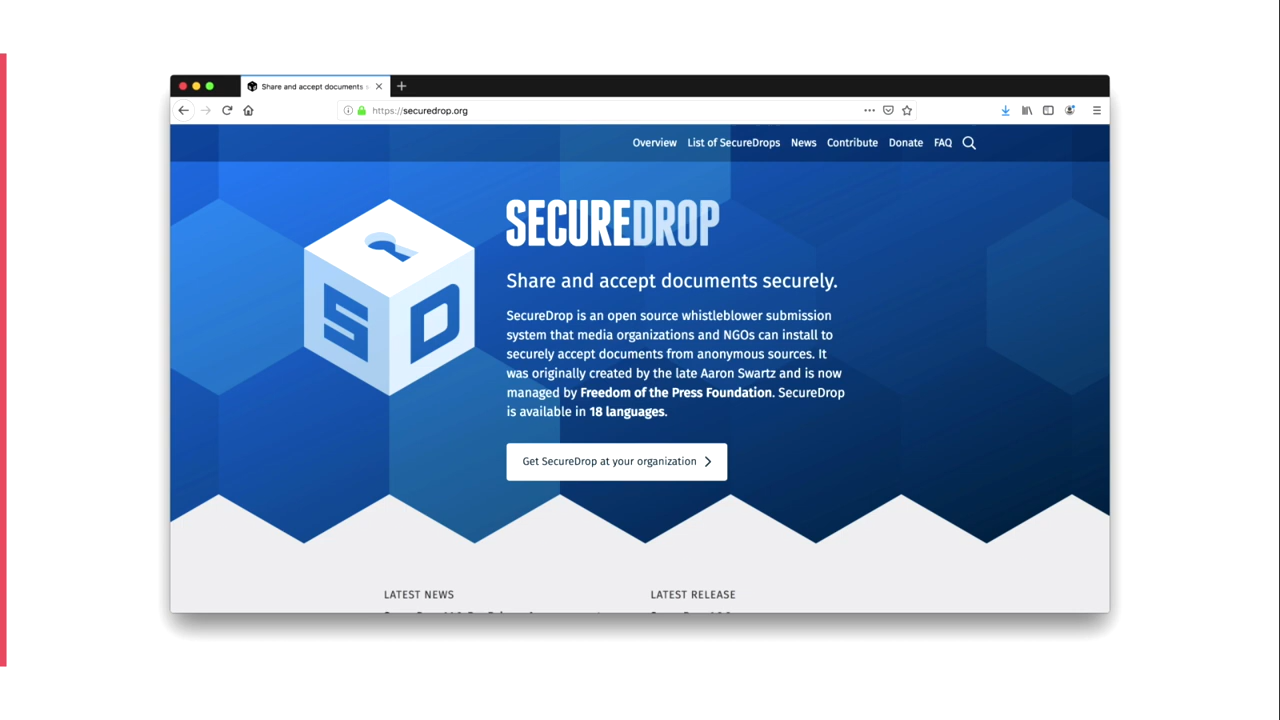 Share and accept documents s
https://securedrop.org
Overview List of SecureDrops News Contribute Donate FAQ
SECUREDROP
Share and accept documents securely.
S D
SecureDrop is an open source whistleblower submission
system that media organizations and NGOs can install to
securely accept documents from anonymous sources. It
was originally created by the late Aaron Swartz and is now
managed by Freedom of the Press Foundation. SecureDrop
is available in 18 languages.
Get SecureDrop at your organization
LATEST NEWS LATEST RELEASE